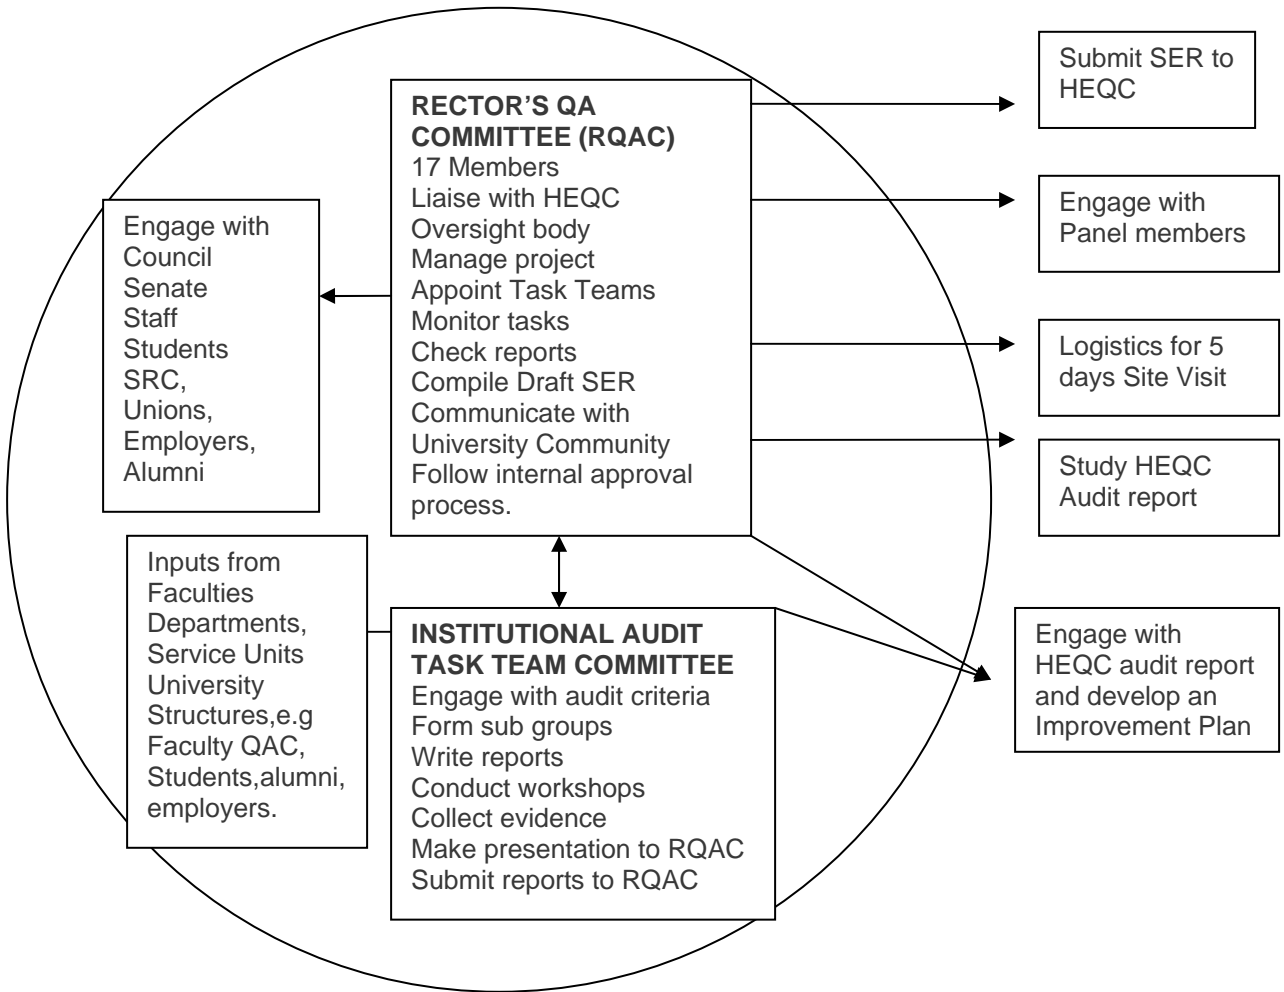 RECTOR’S QA
COMMITTEE (RQAC)
17 Members
Liaise with HEQC
Oversight body
Manage project
Appoint Task Teams
Monitor tasks
Check reports
Compile Draft SER
Communicate with
University Community
Follow internal approval
process.
Engage with
Council
Senate
Staff
Students
SRC,
Unions,
Employers,
Alumni
Inputs from
Faculties
Departments,
Service Units
University
Structures,e.g
Faculty QAC,
Students,alumni,
employers.
INSTITUTIONAL AUDIT
TASK TEAM COMMITTEE
Engage with audit criteria
Form sub groups
Write reports
Conduct workshops
Collect evidence
Make presentation to RQAC
Submit reports to RQAC
Submit SER to
HEQC
Engage with
Panel members
Logistics for 5
days Site Visit
Study HEQC
Audit report
Engage with
HEQC audit report
and develop an
Improvement Plan